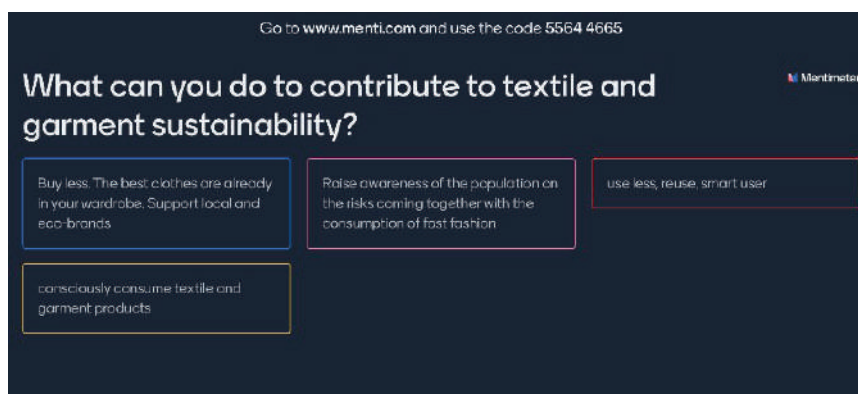 Go to www.menti.com and use the code 5564 4665
What can you do to contribute to textile and
garment sustainability?
Mentimeter
Buy less. The best clothes are already
in your wardrobe. Support local and
eco-brands
Raise awareness of the population on
the risks coming together with the
consumption of fast fashion
use less, reuse, smart user
consciously consume textile and
garment products